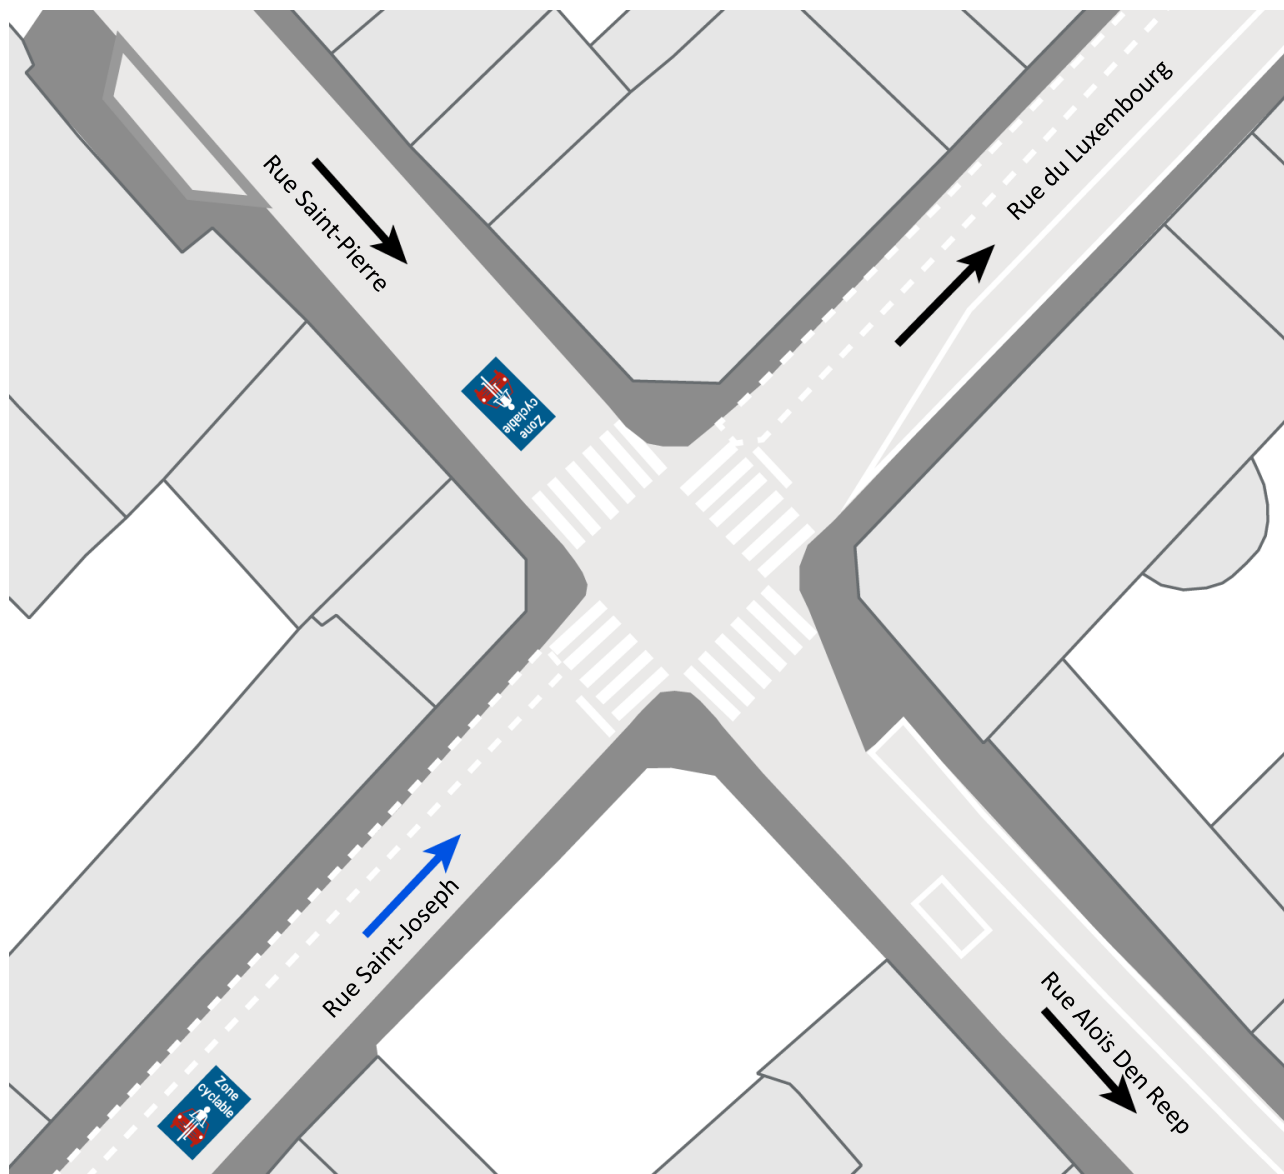 Rue du Luxembourg
Rue Saint-Pierre
Zone
cyclable
Rue Saint-Joseph
Rue Aloïs Den Reep
Zone
cyclable